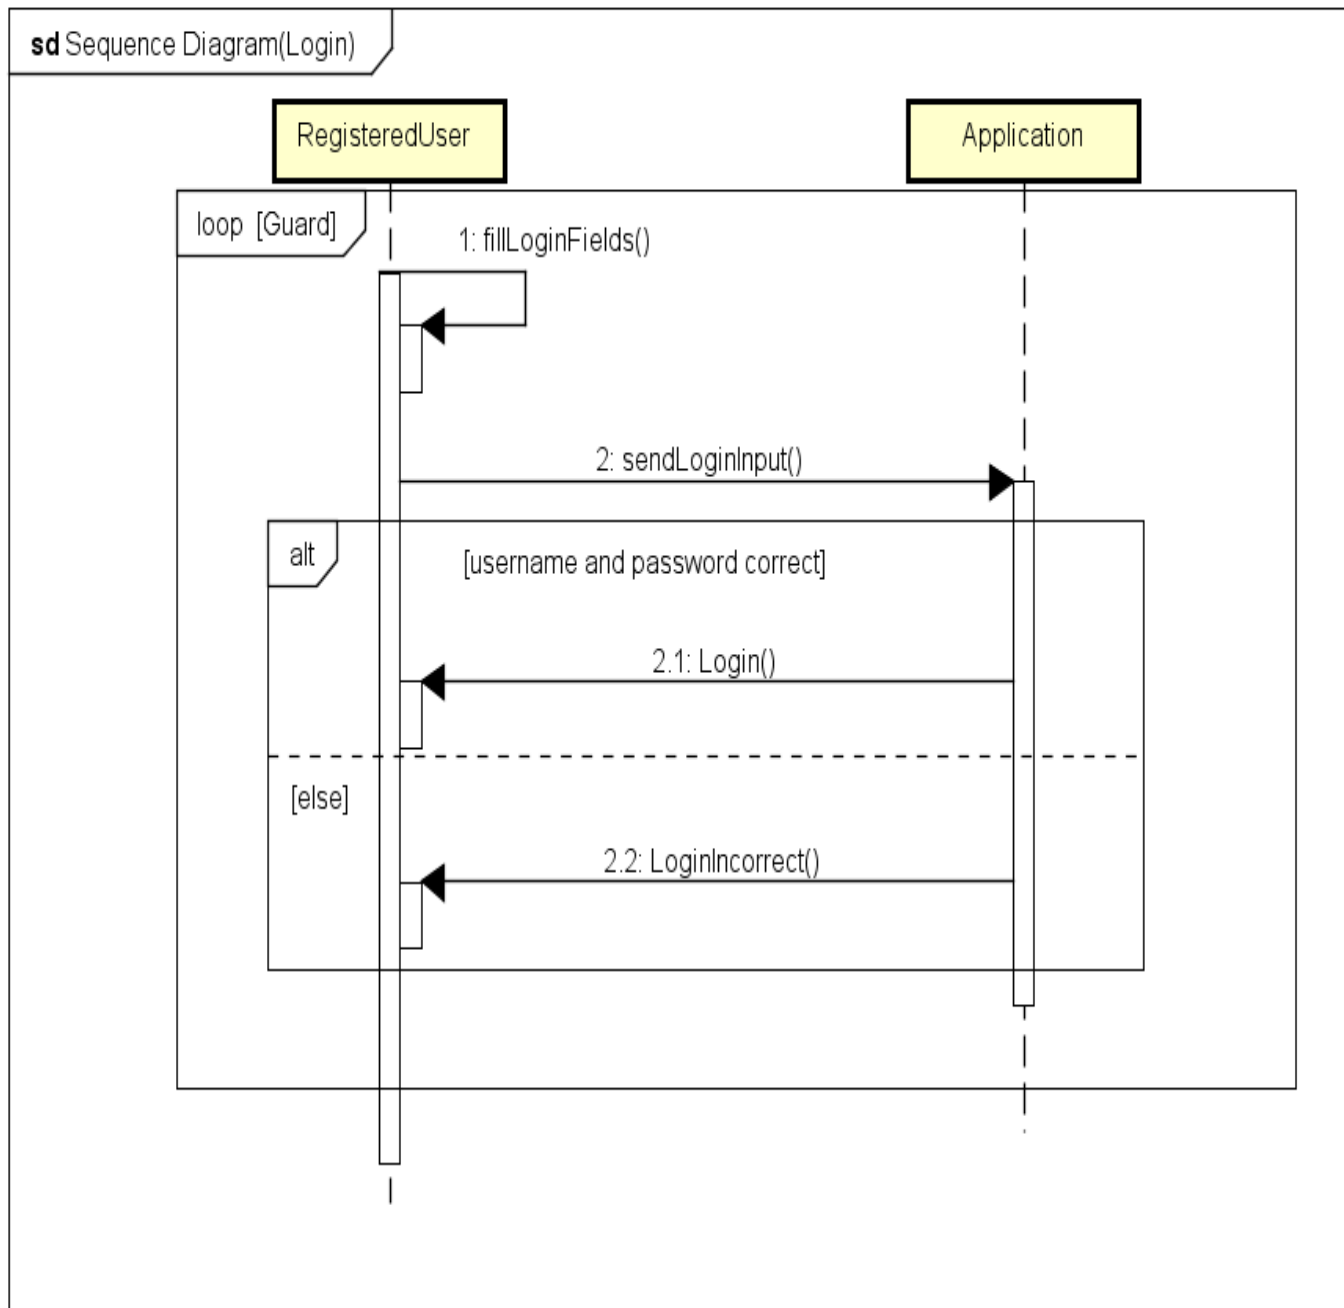 sd Sequence Diagram(Login)
RegisteredUser
Application
loop [Guard]
1: fillLoginFields()
2: sendLoginInput()
alt
[username and password correct]
2.1: Login()
[else]
2.2: LoginIncorrect()